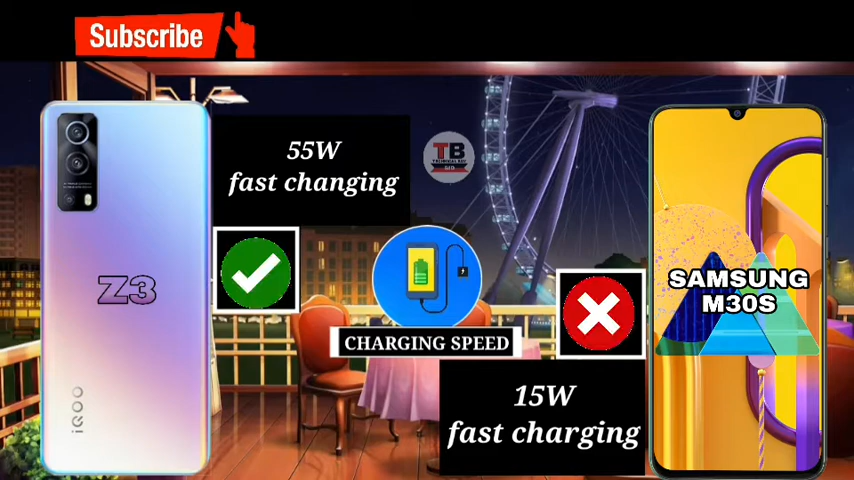 Subscribe
55W
fast changing
TB
Z3
CHARGING SPEED
SAMSUNG
M30S
15W
fast charging
iQOO